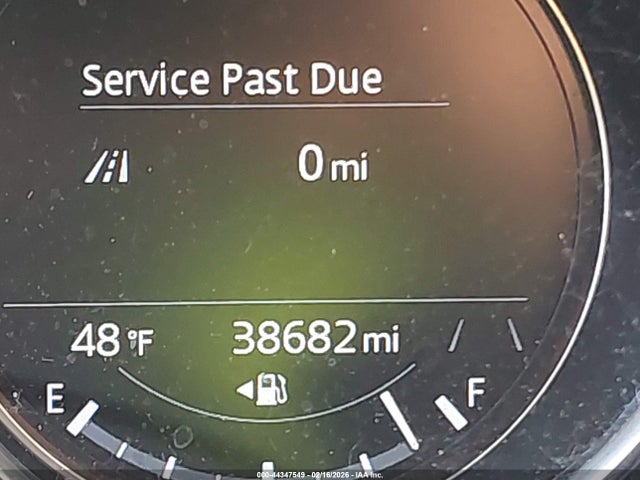 Service Past Due
0 mi
48 °F 38682 mi
E F
000-44347549 - 02/16/2026 - IAA Inc.